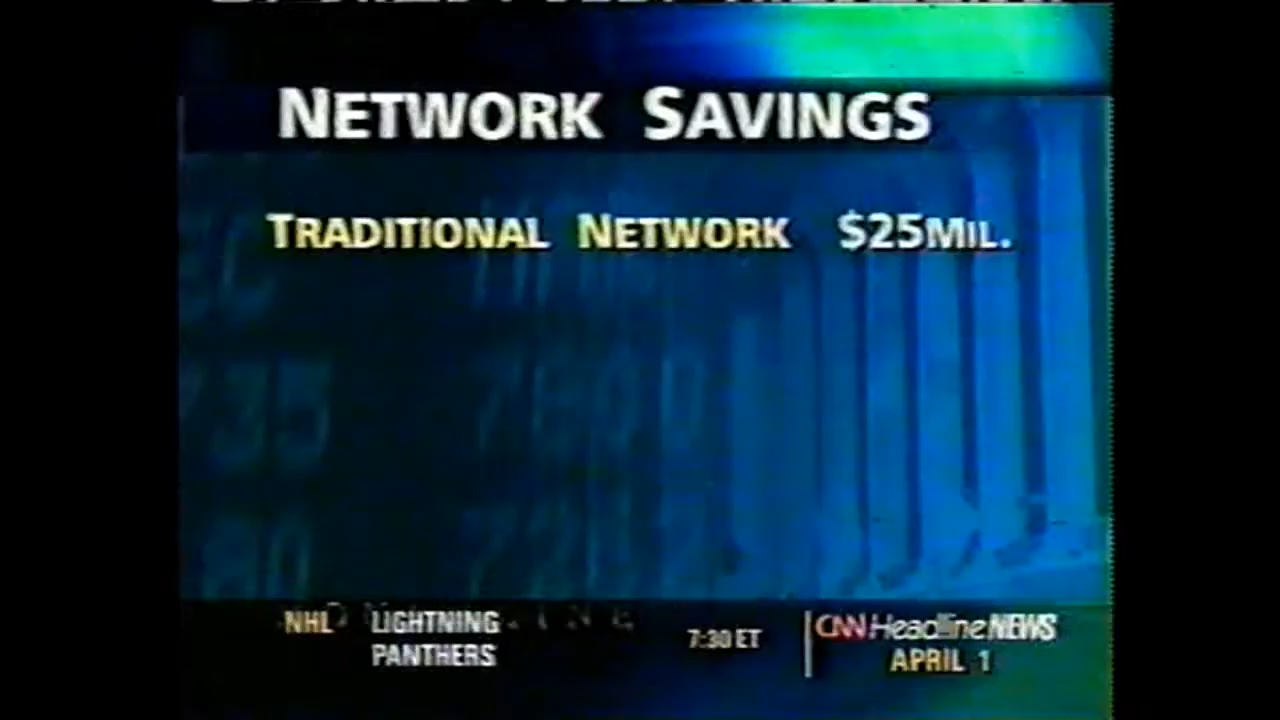 NETWORK SAVINGS
TRADITIONAL NETWORK $25MIL.
NHL LIGHTNING
PANTHERS
7:30 ET
CNN Headline NEWS
APRIL 1